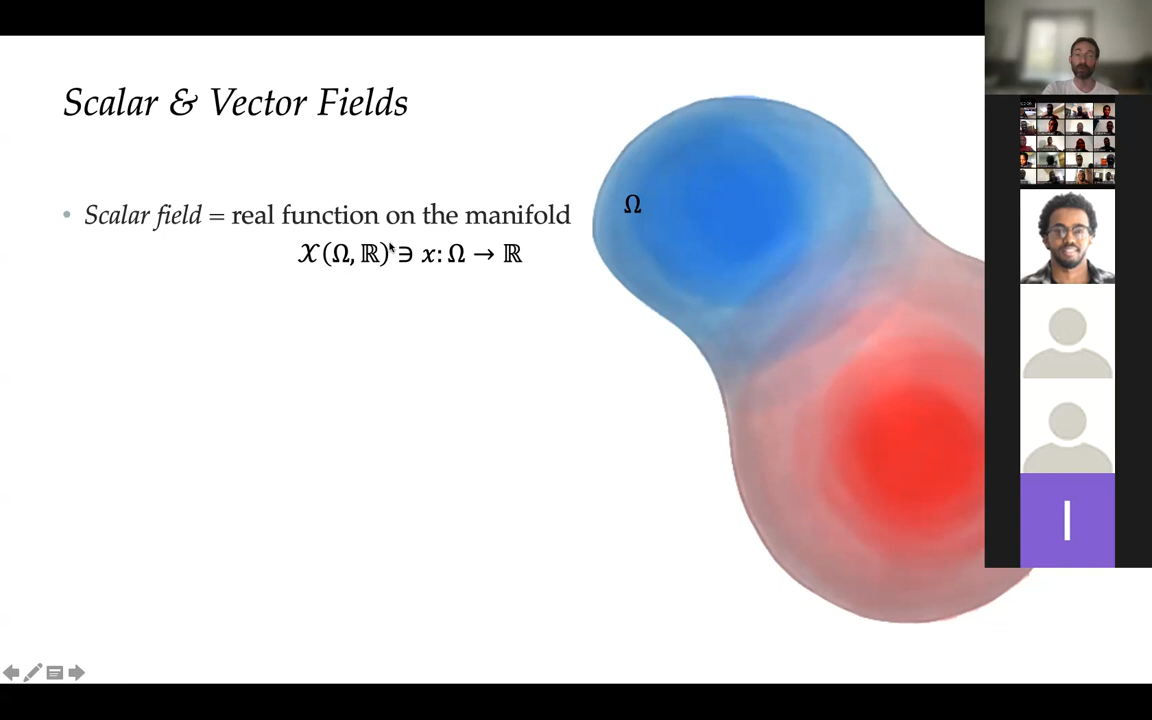 Scalar & Vector Fields
• Scalar field = real function on the manifold
𝒳(Ω, ℝ) ∋ x: Ω → ℝ
Ω
I